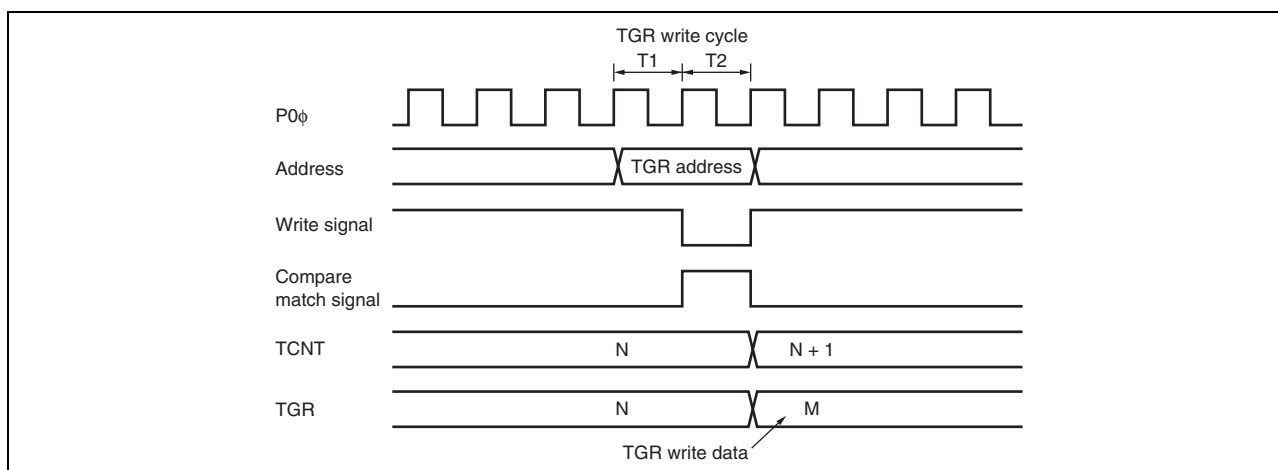 TGR write cycle
T1 T2
P0ϕ
Address TGR address
Write signal
Compare
match signal
TCNT N N + 1
TGR N M
TGR write data